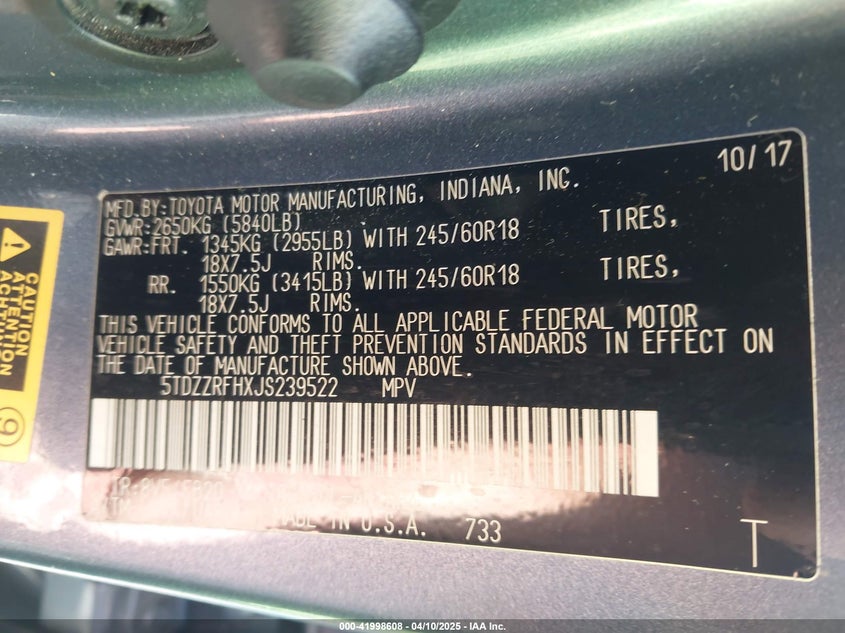 10/17
MFD.BY:TOYOTA MOTOR MANUFACTURING, INDIANA, INC.
GVWR:2650KG (5840LB)
GAWR:FRT. 1345KG (2955LB) WITH 245/60R18 TIRES,
18X7.5J RIMS.
RR. 1550KG (3415LB) WITH 245/60R18 TIRES,
18X7.5J RIMS.
THIS VEHICLE CONFORMS TO ALL APPLICABLE FEDERAL MOTOR
VEHICLE SAFETY AND THEFT PREVENTION STANDARDS IN EFFECT ON
THE DATE OF MANUFACTURE SHOWN ABOVE.
5TDZZRFHXJS239522 MPV
IN U.S.A. 733
T
CAUTION
ATTENTION
9
000-41998608 - 04/10/2025 - IAA Inc.